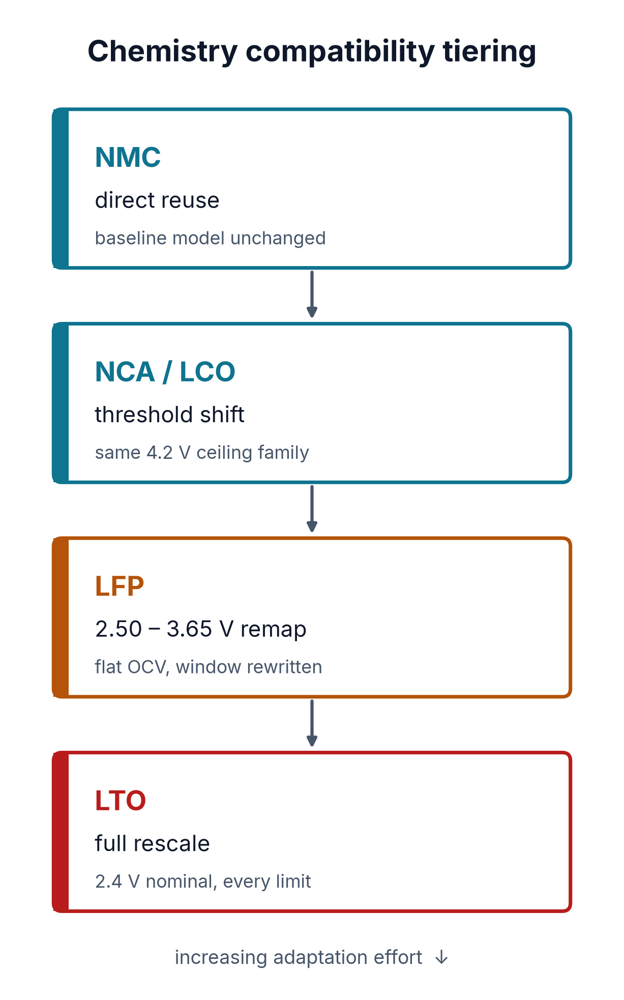 Chemistry compatibility tiering
NMC
direct reuse
baseline model unchanged
NCA / LCO
threshold shift
same 4.2 V ceiling family
LFP
2.50 – 3.65 V remap
flat OCV, window rewritten
LTO
full rescale
2.4 V nominal, every limit
increasing adaptation effort ↓